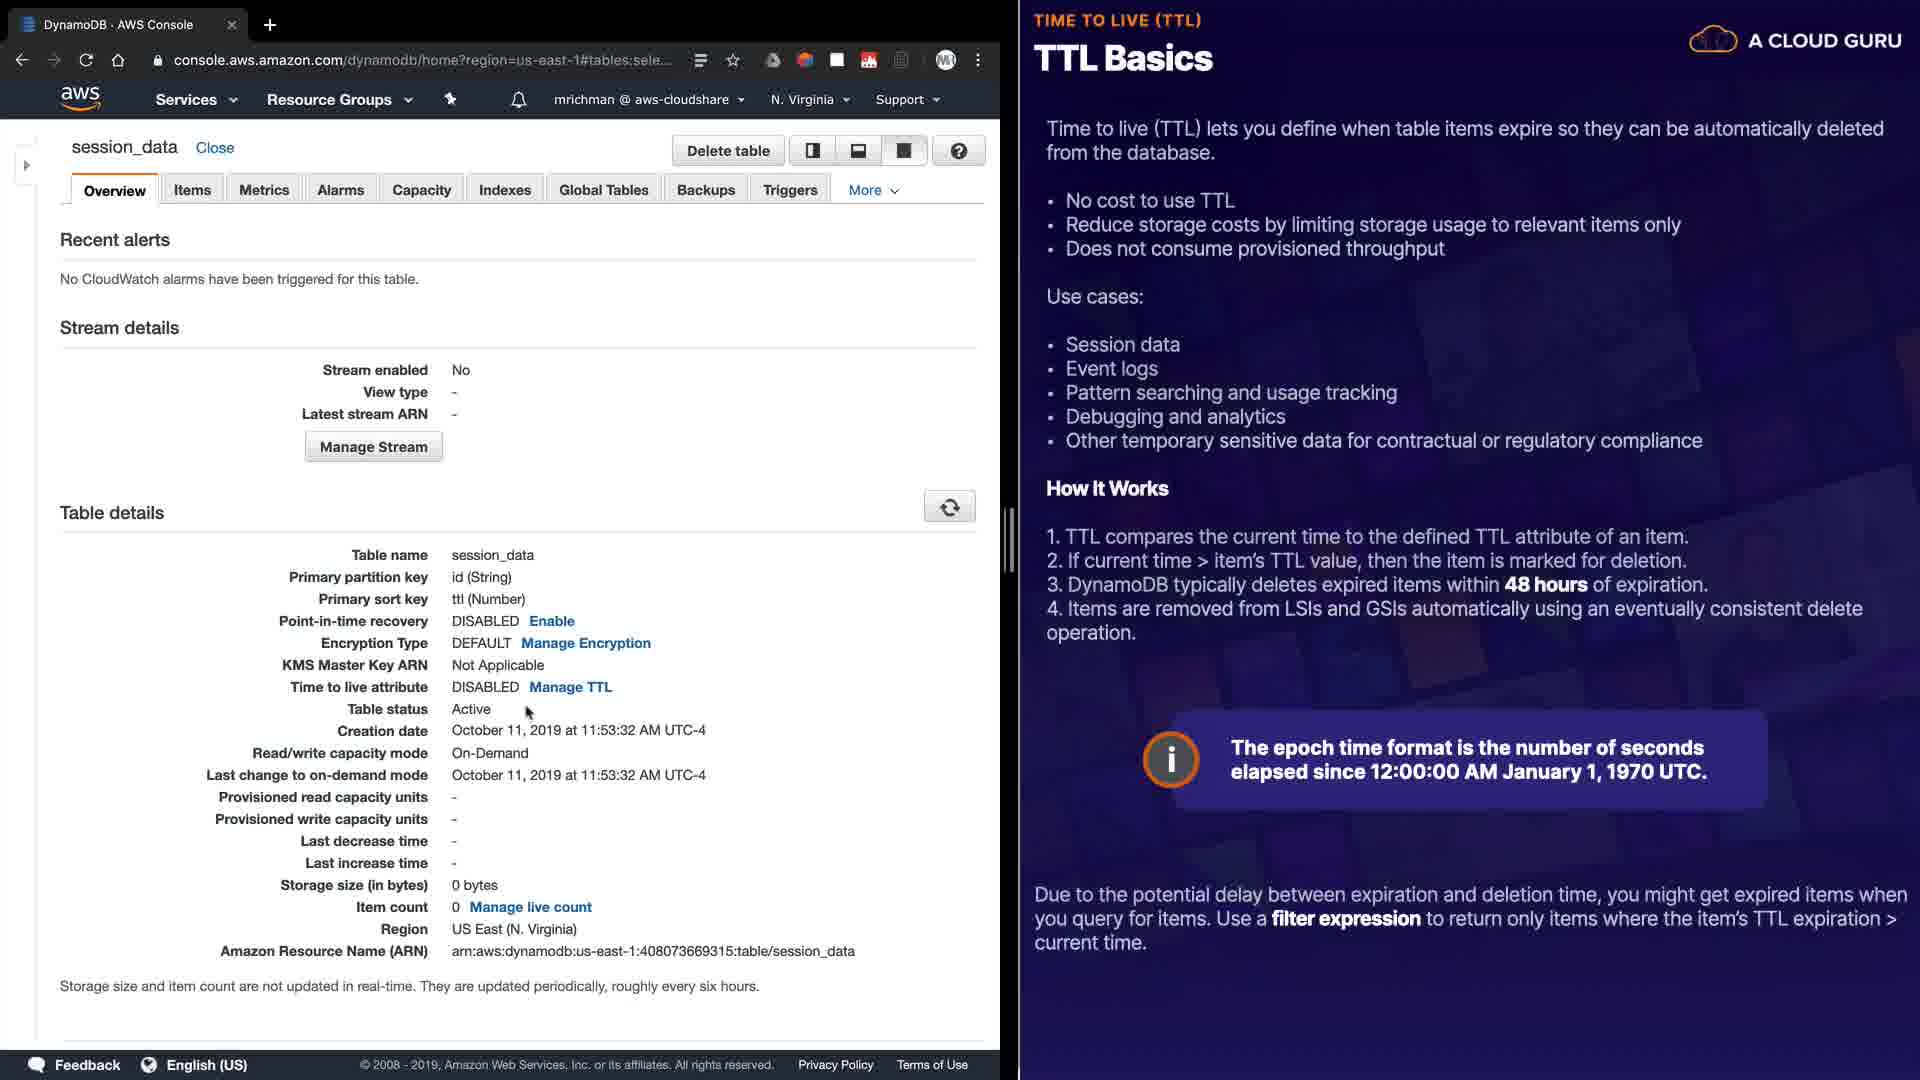 DynamoDB · AWS Console
console.aws.amazon.com/dynamodb/home?region=us-east-1#tables:sele...
aws
Services
Resource Groups
mrichman @ aws-cloudshare
N. Virginia
Support
session_data
Close
Delete table
Overview
Items
Metrics
Alarms
Capacity
Indexes
Global Tables
Backups
Triggers
More
Recent alerts
No CloudWatch alarms have been triggered for this table.
Stream details
Stream enabled No
View type -
Latest stream ARN -
Manage Stream
Table details
Table name session_data
Primary partition key id (String)
Primary sort key ttl (Number)
Point-in-time recovery DISABLED Enable
Encryption Type DEFAULT Manage Encryption
KMS Master Key ARN Not Applicable
Time to live attribute DISABLED Manage TTL
Table status Active
Creation date October 11, 2019 at 11:53:32 AM UTC-4
Read/write capacity mode On-Demand
Last change to on-demand mode October 11, 2019 at 11:53:32 AM UTC-4
Provisioned read capacity units -
Provisioned write capacity units -
Last decrease time -
Last increase time -
Storage size (in bytes) 0 bytes
Item count 0 Manage live count
Region US East (N. Virginia)
Amazon Resource Name (ARN) arn:aws:dynamodb:us-east-1:408073669315:table/session_data
Storage size and item count are not updated in real-time. They are updated periodically, roughly every six hours.
Feedback
English (US)
© 2008 - 2019, Amazon Web Services, Inc. or its affiliates. All rights reserved.
Privacy Policy
Terms of Use
TIME TO LIVE (TTL)
TTL Basics
A CLOUD GURU
Time to live (TTL) lets you define when table items expire so they can be automatically deleted
from the database.
• No cost to use TTL
• Reduce storage costs by limiting storage usage to relevant items only
• Does not consume provisioned throughput
Use cases:
• Session data
• Event logs
• Pattern searching and usage tracking
• Debugging and analytics
• Other temporary sensitive data for contractual or regulatory compliance
How It Works
1. TTL compares the current time to the defined TTL attribute of an item.
2. If current time > item's TTL value, then the item is marked for deletion.
3. DynamoDB typically deletes expired items within 48 hours of expiration.
4. Items are removed from LSIs and GSIs automatically using an eventually consistent delete
operation.
The epoch time format is the number of seconds
elapsed since 12:00:00 AM January 1, 1970 UTC.
Due to the potential delay between expiration and deletion time, you might get expired items when
you query for items. Use a filter expression to return only items where the item's TTL expiration >
current time.